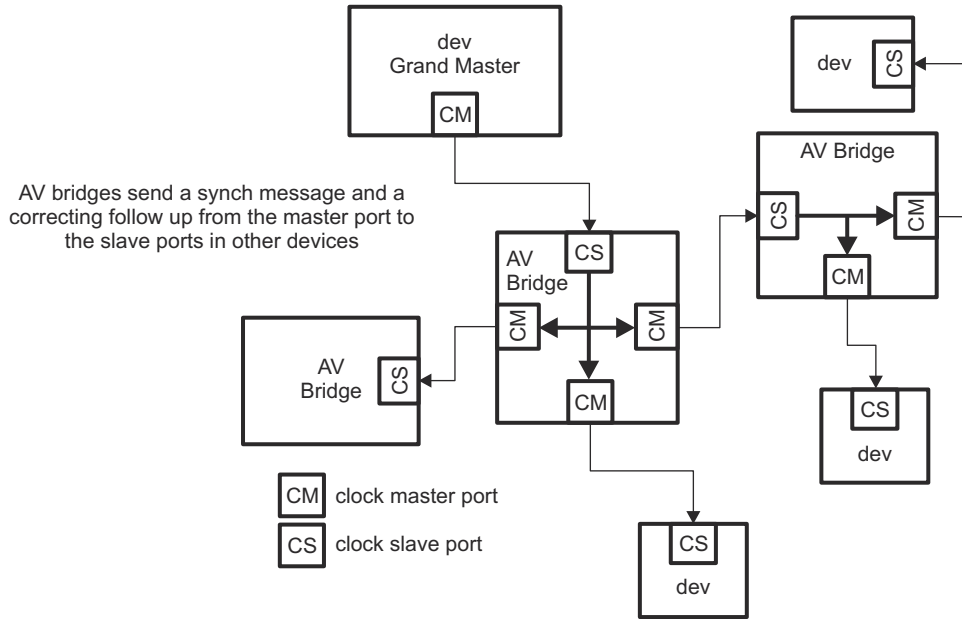 dev
Grand Master
CM
dev
CS
AV Bridge
CS
CM
CM
AV bridges send a synch message and a
correcting follow up from the master port to
the slave ports in other devices
CS
AV
Bridge
CM
CM
CM
AV
Bridge
CS
CS
dev
CM clock master port
CS clock slave port
CS
dev